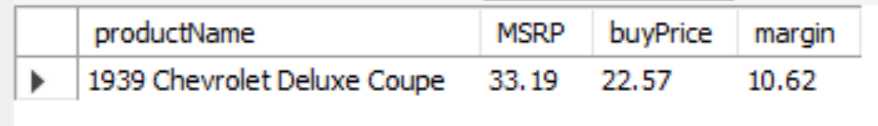 productName MSRP buyPrice margin
1939 Chevrolet Deluxe Coupe 33.19 22.57 10.62